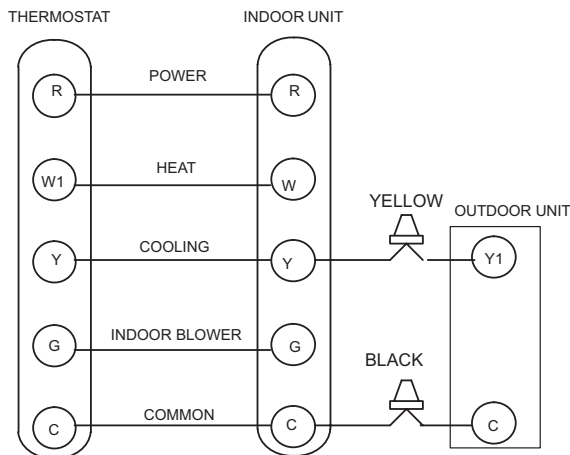 THERMOSTAT
INDOOR UNIT
R
POWER
R
W1
HEAT
W
YELLOW
OUTDOOR UNIT
Y
COOLING
Y
Y1
G
INDOOR BLOWER
G
BLACK
C
COMMON
C
C